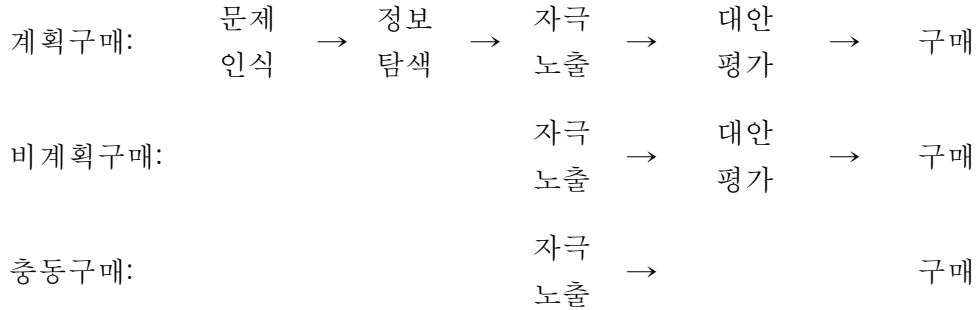 계획구매: 문제 인식 → 정보 탐색 → 자극 노출 → 대안 평가 → 구매
비계획구매: 자극 노출 → 대안 평가 → 구매
충동구매: 자극 노출 → 구매